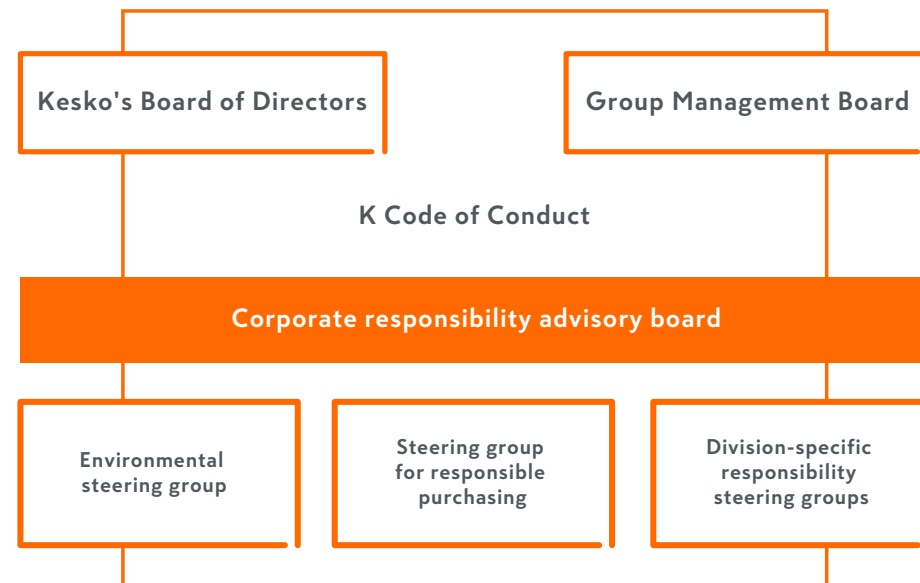 Kesko's Board of Directors
Group Management Board
K Code of Conduct
Corporate responsibility advisory board
Environmental
steering group
Steering group
for responsible
purchasing
Division-specific
responsibility
steering groups